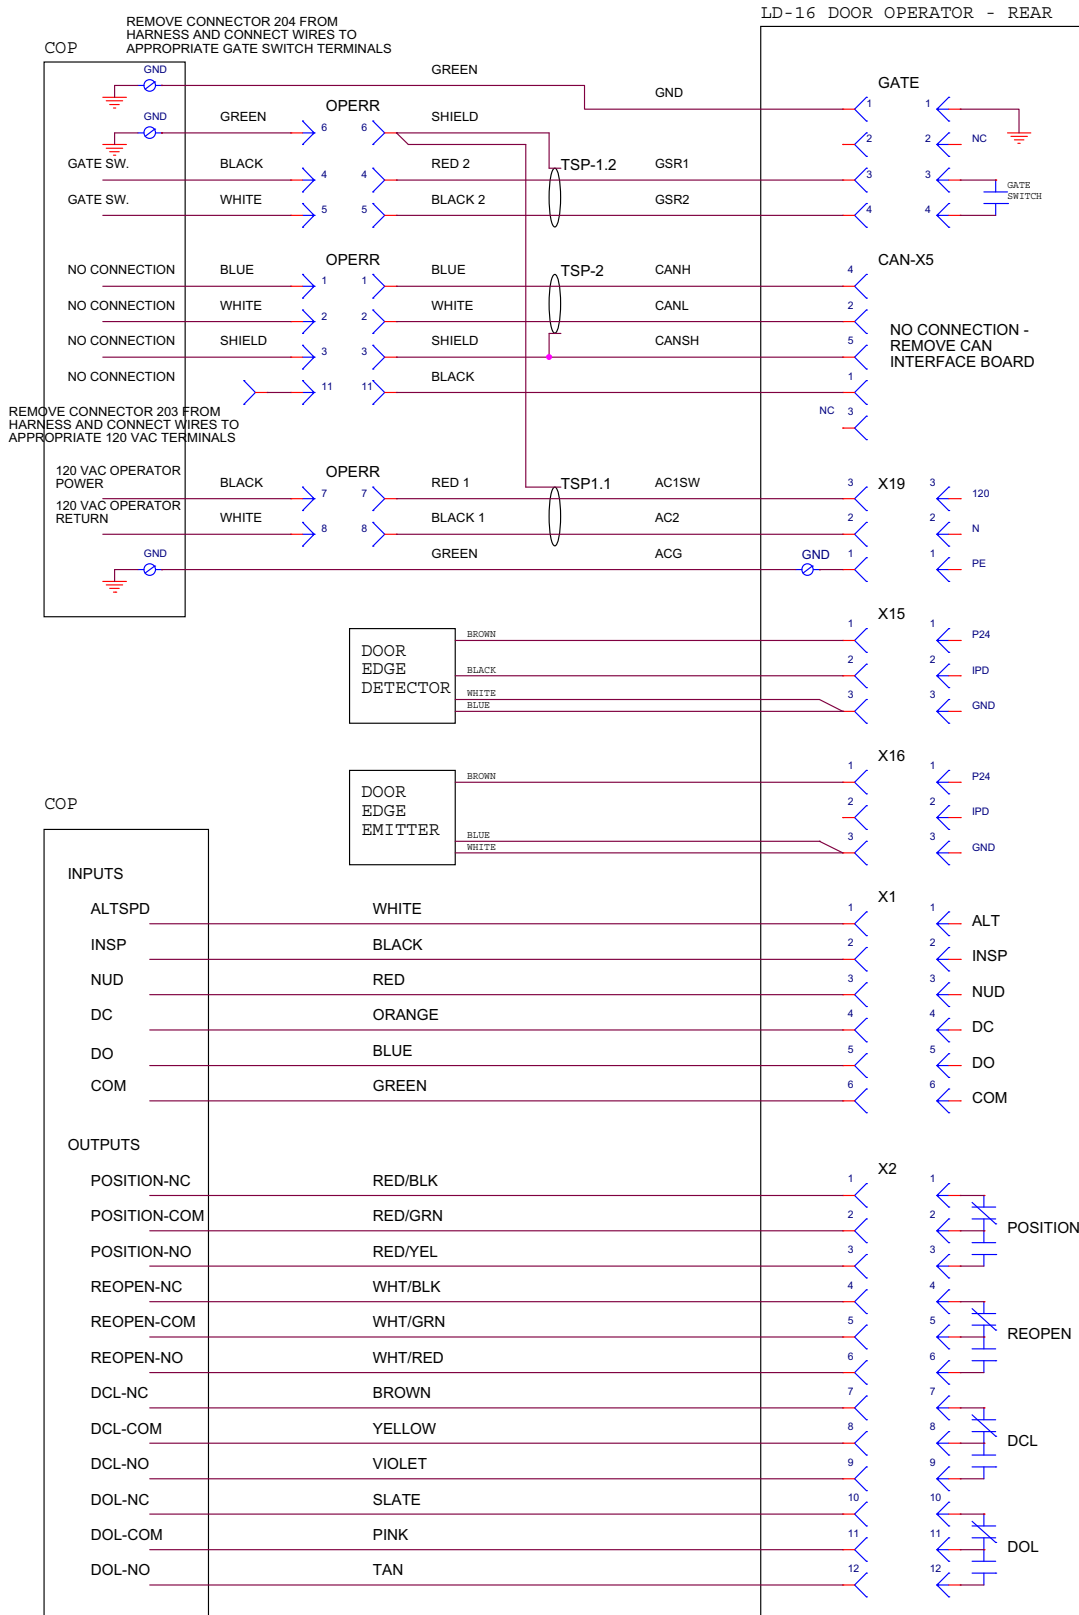 LD-16 DOOR OPERATOR - REAR
REMOVE CONNECTOR 204 FROM
HARNESS AND CONNECT WIRES TO
APPROPRIATE GATE SWITCH TERMINALS
COP
GND
GREEN
GND
GATE
1
1
GND
GREEN
OPERR
6
6
SHIELD
2
2
NC
GATE SW.
BLACK
4
4
RED 2
TSP-1.2
GSR1
3
3
GATE
SWITCH
GATE SW.
WHITE
5
5
BLACK 2
GSR2
4
4
OPERR
CAN-X5
NO CONNECTION
BLUE
1
1
BLUE
TSP-2
CANH
4
NO CONNECTION
WHITE
2
2
WHITE
CANL
2
NO CONNECTION -
REMOVE CAN
INTERFACE BOARD
NO CONNECTION
SHIELD
3
3
SHIELD
CANSH
5
NO CONNECTION
11
11
BLACK
1
NC
3
REMOVE CONNECTOR 203 FROM
HARNESS AND CONNECT WIRES TO
APPROPRIATE 120 VAC TERMINALS
OPERR
120 VAC OPERATOR
POWER
BLACK
7
7
RED 1
TSP1.1
AC1SW
3
X19
3
120
120 VAC OPERATOR
RETURN
WHITE
8
8
BLACK 1
AC2
2
2
N
GND
GREEN
ACG
GND
1
1
PE
X15
DOOR
EDGE
DETECTOR
BROWN
1
1
P24
BLACK
2
2
IPD
WHITE
BLUE
3
3
GND
X16
DOOR
EDGE
EMITTER
BROWN
1
1
P24
2
2
IPD
BLUE
WHITE
3
3
GND
COP
INPUTS
X1
ALTSPD
WHITE
1
1
ALT
INSP
BLACK
2
2
INSP
NUD
RED
3
3
NUD
DC
ORANGE
4
4
DC
DO
BLUE
5
5
DO
COM
GREEN
6
6
COM
OUTPUTS
X2
POSITION-NC
RED/BLK
1
1
POSITION-COM
RED/GRN
2
2
POSITION
POSITION-NO
RED/YEL
3
3
REOPEN-NC
WHT/BLK
4
4
REOPEN-COM
WHT/GRN
5
5
REOPEN
REOPEN-NO
WHT/RED
6
6
DCL-NC
BROWN
7
7
DCL-COM
YELLOW
8
8
DCL
DCL-NO
VIOLET
9
9
DOL-NC
SLATE
10
10
DOL-COM
PINK
11
11
DOL
DOL-NO
TAN
12
12